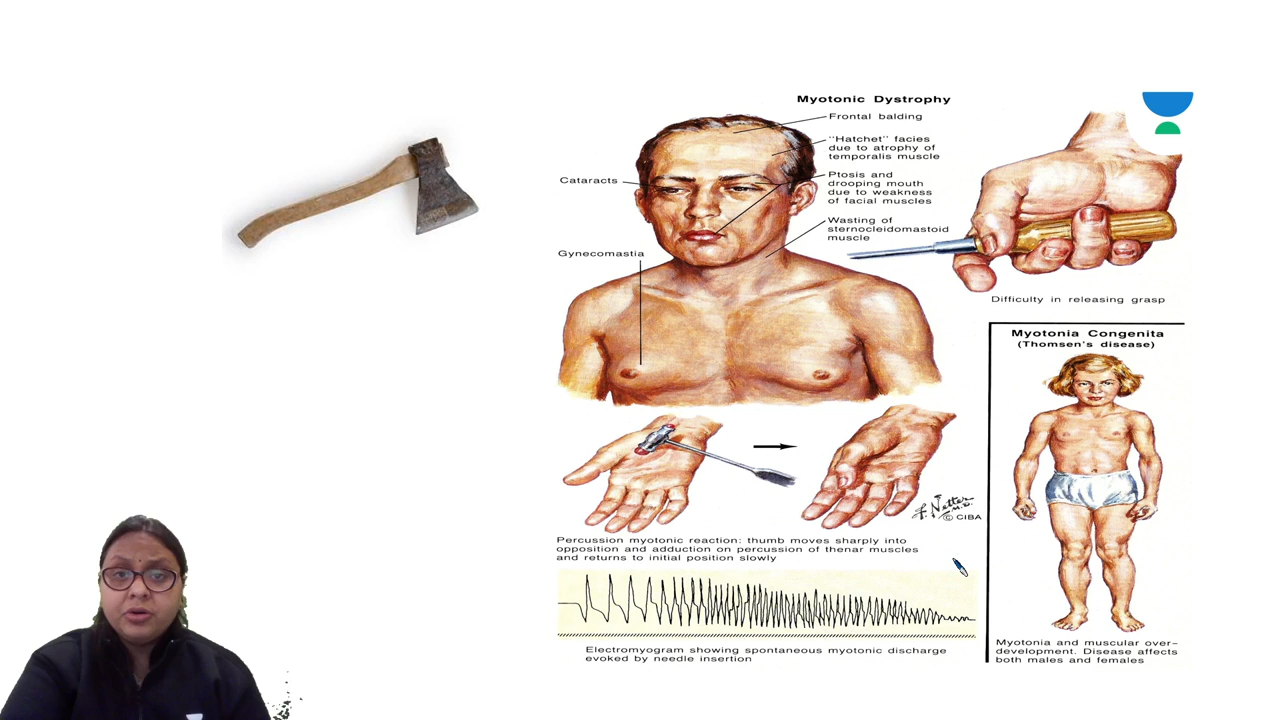 Myotonic Dystrophy
Frontal balding
"Hatchet" facies
due to atrophy of
temporalis muscle
Cataracts
Ptosis and
drooping mouth
due to weakness
of facial muscles
Wasting of
sternocleidomastoid
muscle
Gynecomastia
Difficulty in releasing grasp
Myotonia Congenita
(Thomsen's disease)
F. Netter
M.D.
© CIBA
Percussion myotonic reaction: thumb moves sharply into
opposition and adduction on percussion of thenar muscles
and returns to initial position slowly
Electromyogram showing spontaneous myotonic discharge
evoked by needle insertion
Myotonia and muscular over-
development. Disease affects
both males and females